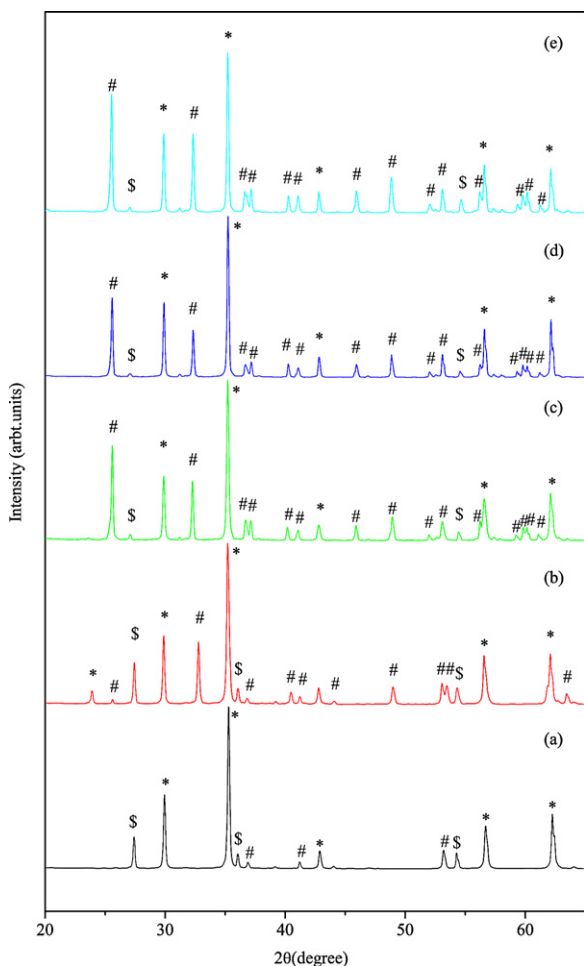 * (e)
# * # * *
$ # # # # * # # # # $ # # # #
* (d)
# * # *
$ # # # # * # # # # $ # # # # #
* (c)
# * # * *
$ # # # # * # # # # $ # # # # #
* (b)
$ * # * *
* # $ # # # # # # # $ #
* (a)
$ * * *
$ # # * # $
20 30 40 50 60
2θ(degree)
Intensity (arbt.units)